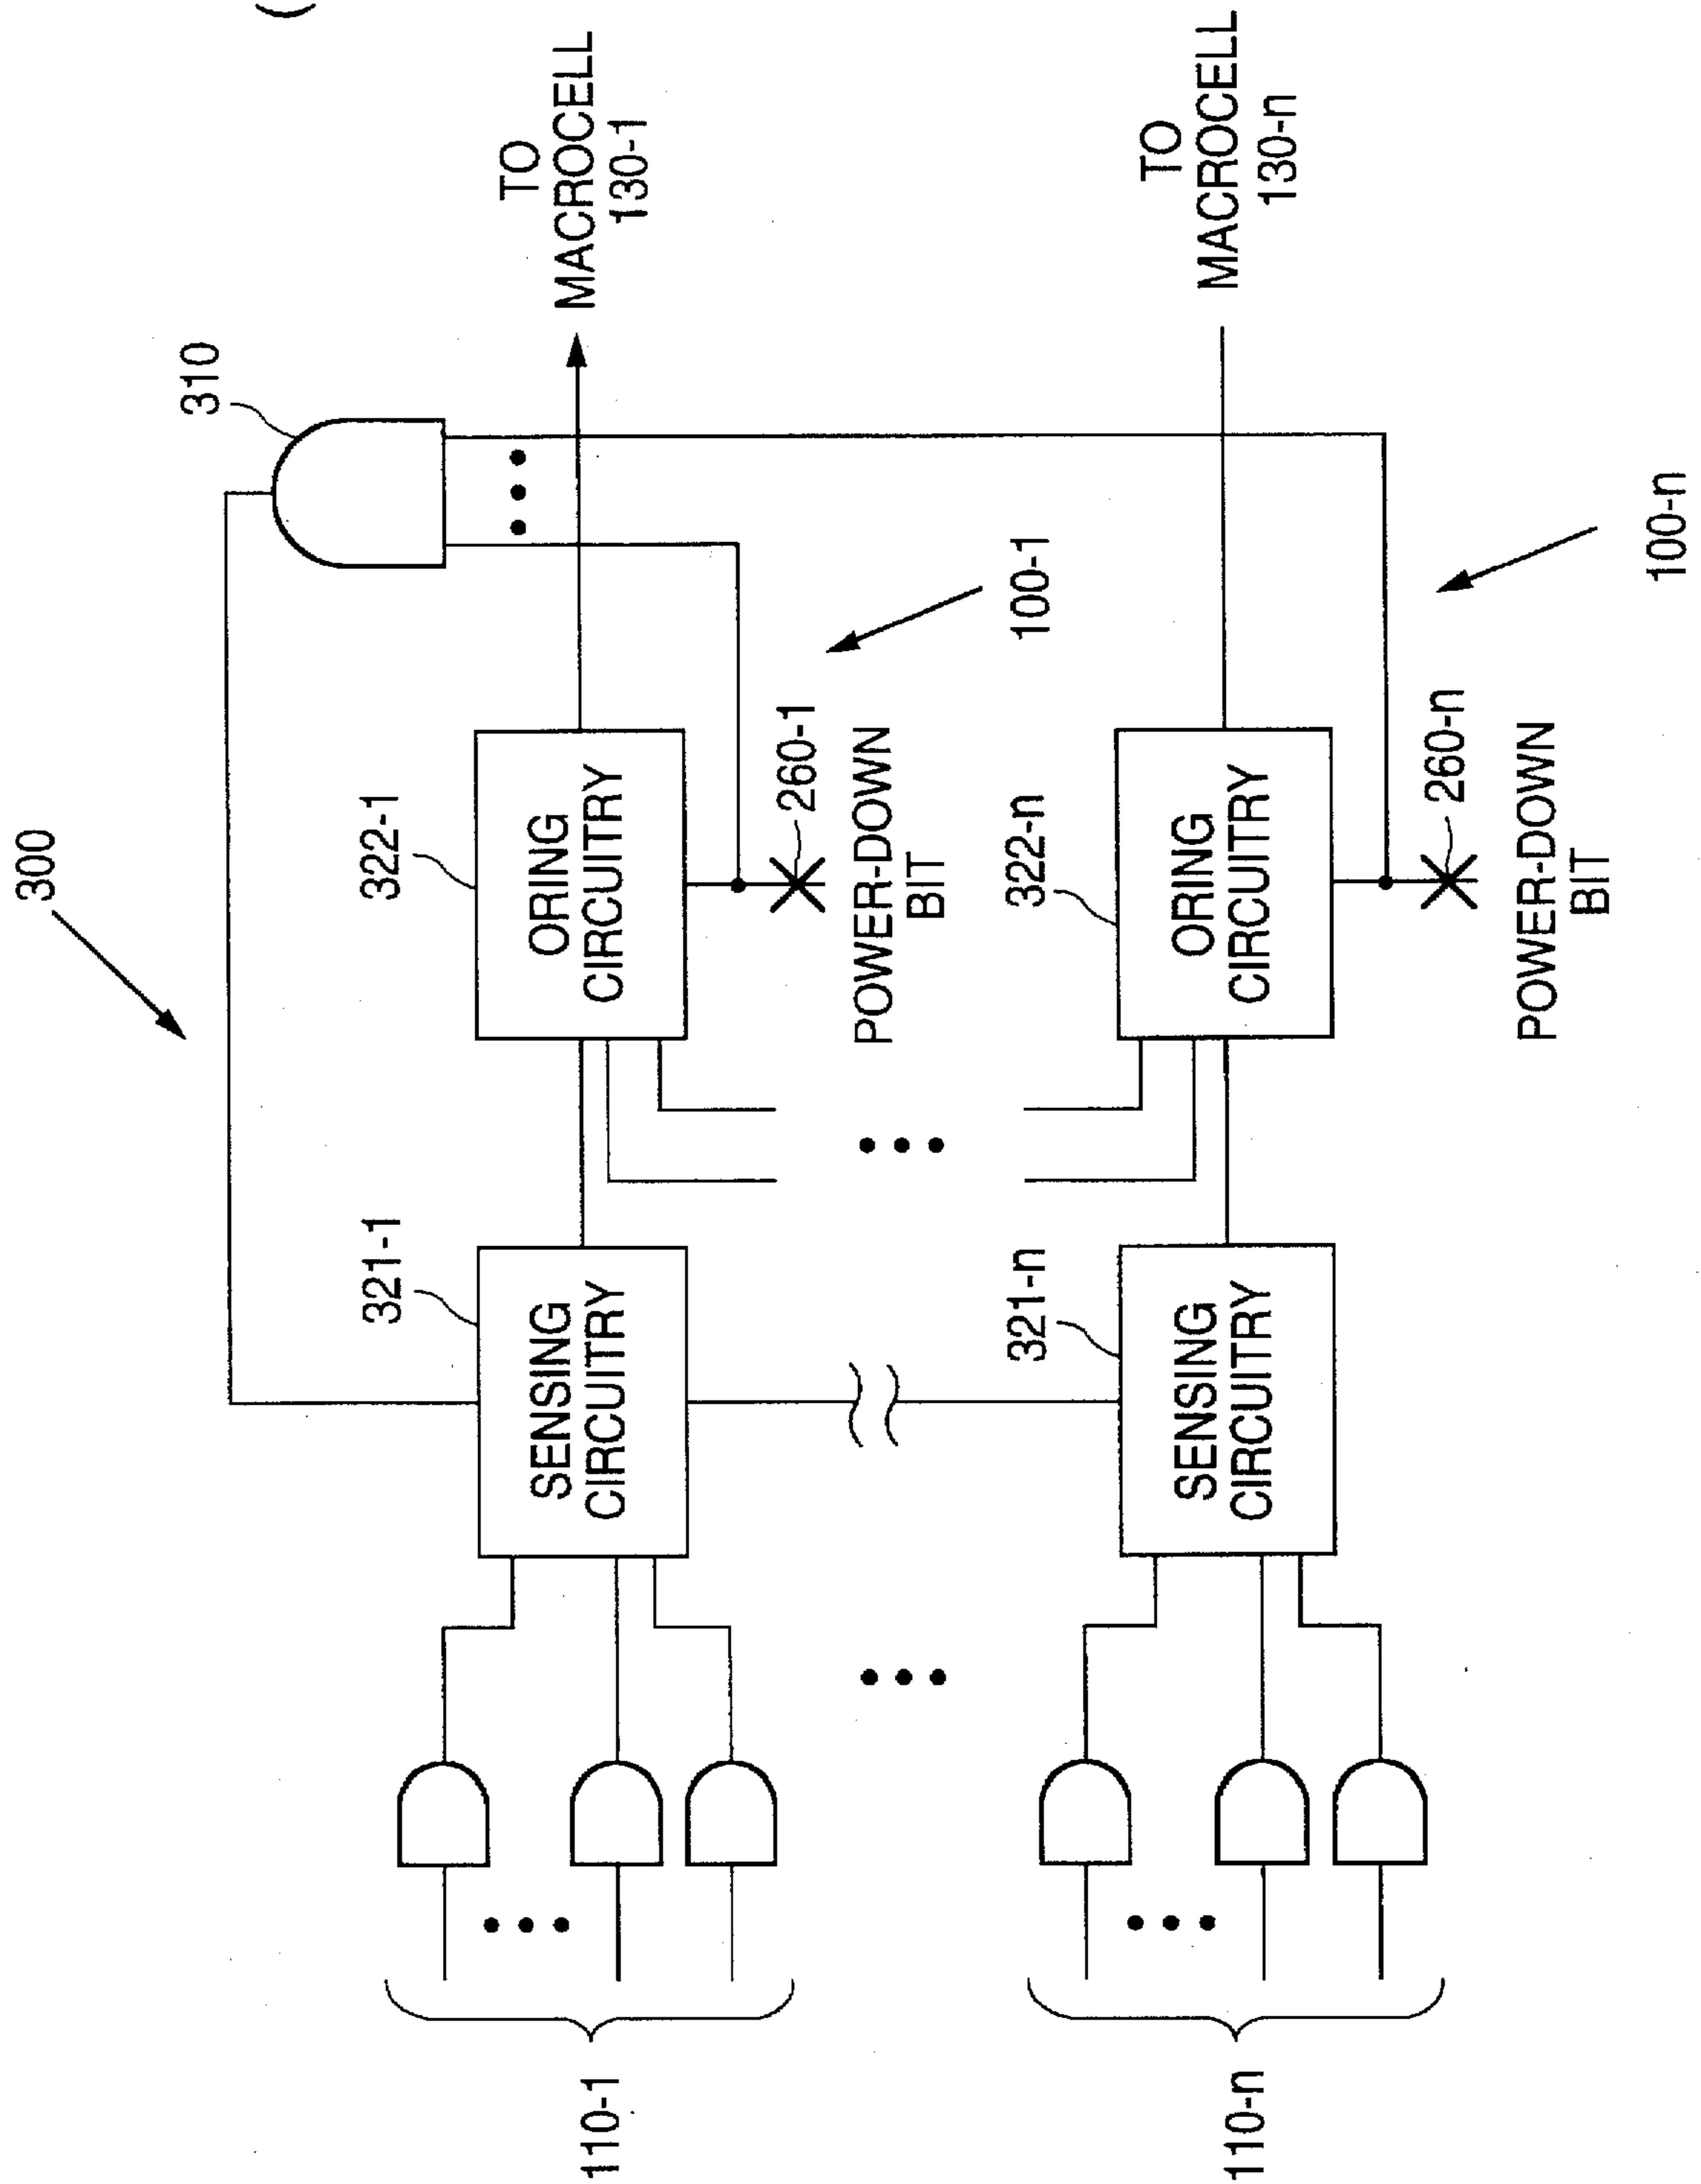 300
310
321-1
SENSING
CIRCUITRY
322-1
ORING
CIRCUITRY
TO
MACROCELL
130-1
110-1
260-1
POWER-DOWN
BIT
100-1
321-n
SENSING
CIRCUITRY
322-n
ORING
CIRCUITRY
TO
MACROCELL
130-n
110-n
260-n
POWER-DOWN
BIT
100-n